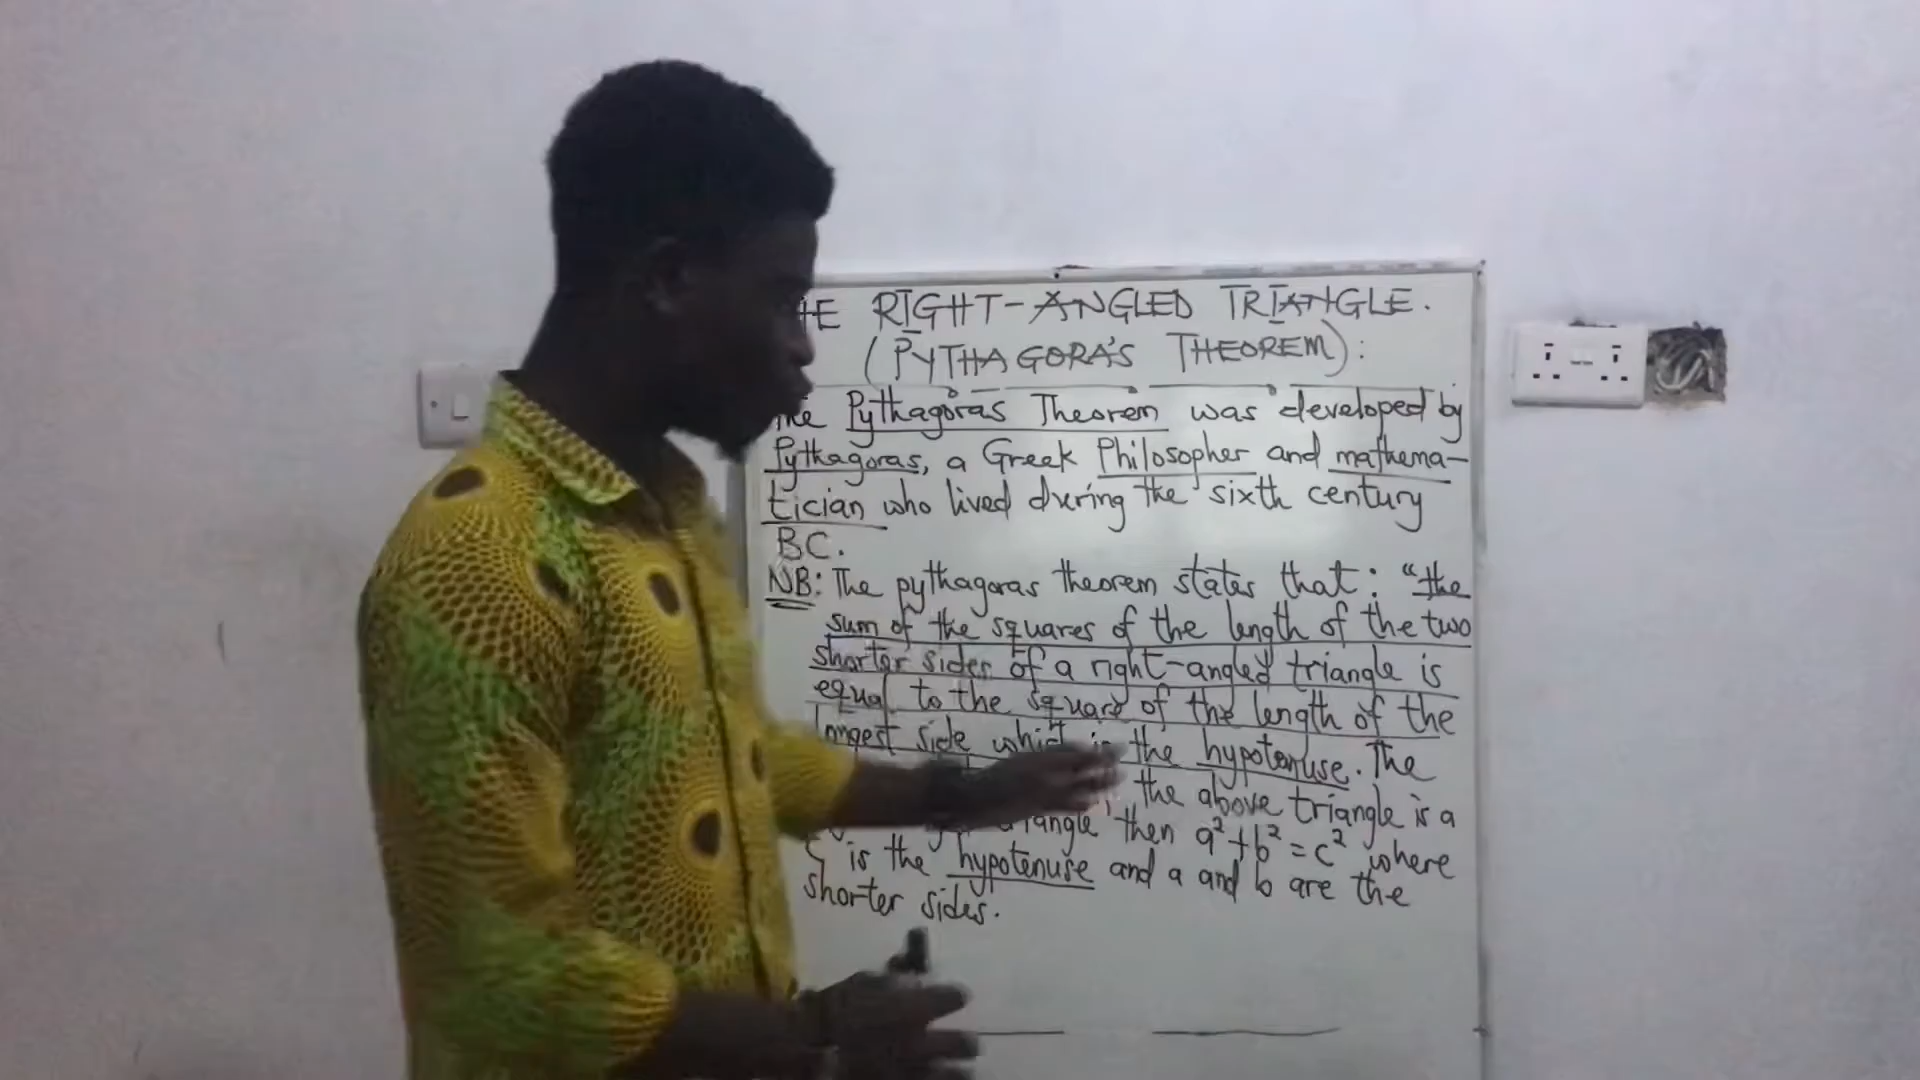 HE RIGHT-ANGLED TRIANGLE.
(PYTHAGORA'S THEOREM):
The Pythagoras Theorem was developed by
Pythagoras, a Greek Philosopher and mathema-
tician who lived during the sixth century
BC.
NB: The pythagoras theorem states that: "the
sum of the squares of the length of the two
shorter sides of a right-angled triangle is
equal to the square of the length of the
longest side which is the hypotenuse. The
the above triangle is a
then a²+b²=c² where
C is the hypotenuse and a and b are the
shorter sides.